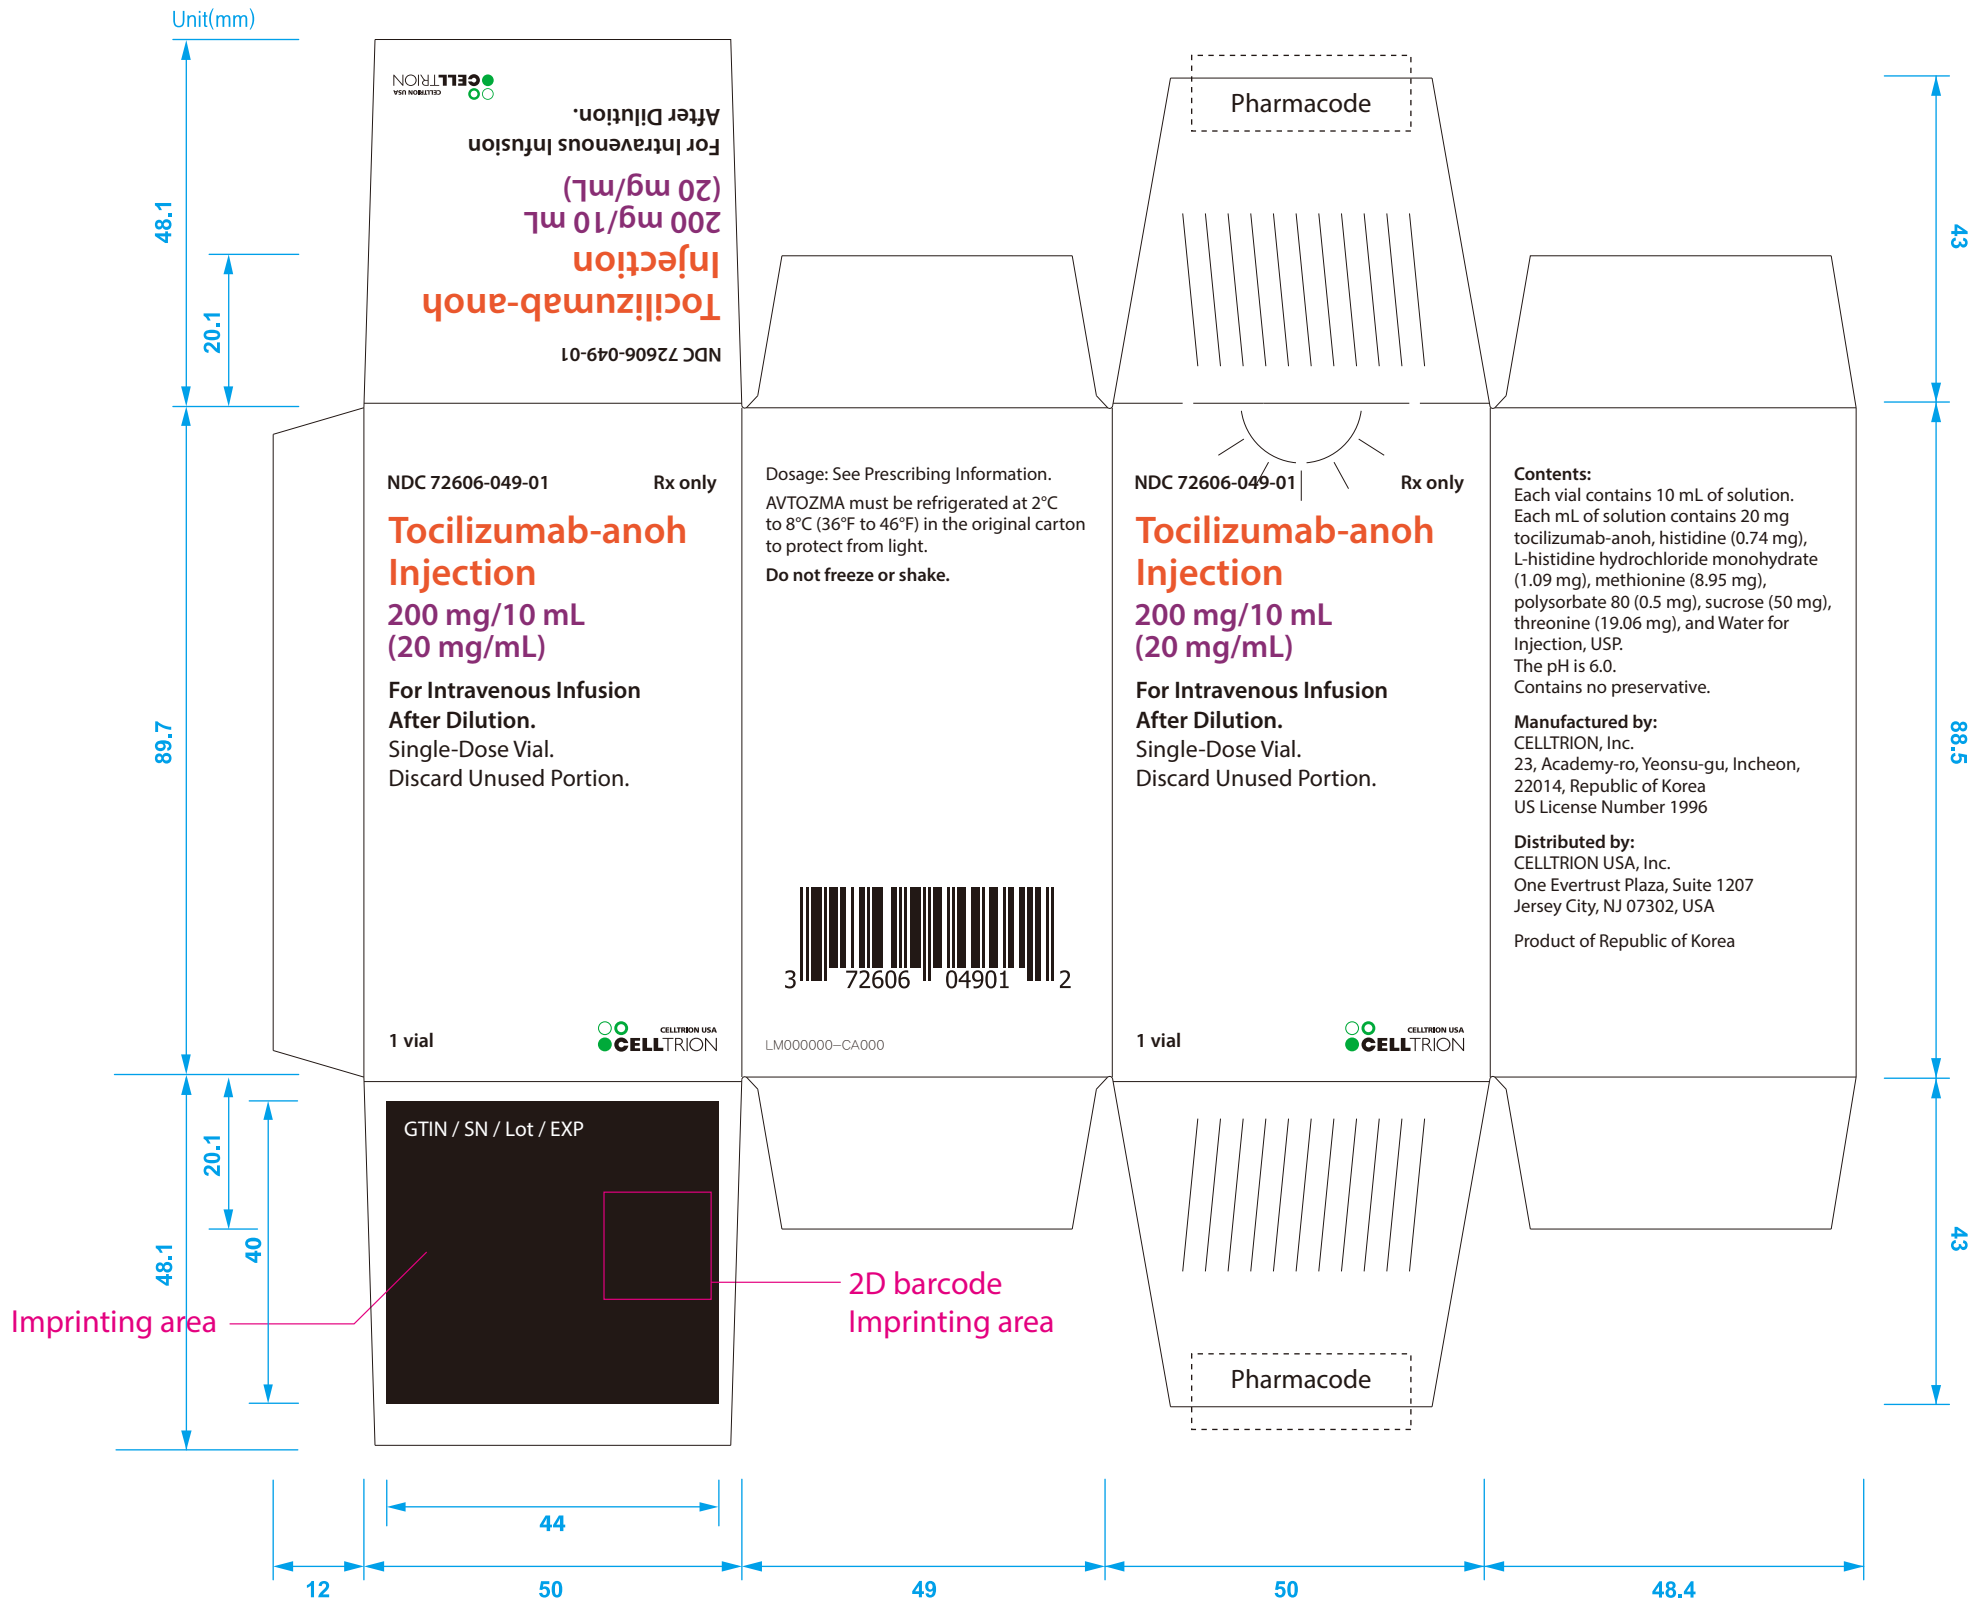 Unit(mm)
CELLTRION USA
CELLTRION
For Intravenous Infusion
After Dilution.
200 mg/10 mL
(20 mg/mL)
Tocilizumab-anoh
Injection
NDC 72606-049-01
Pharmacode
48.1
20.1
43
NDC 72606-049-01 Rx only
Tocilizumab-anoh
Injection
200 mg/10 mL
(20 mg/mL)
For Intravenous Infusion
After Dilution.
Single-Dose Vial.
Discard Unused Portion.
1 vial
CELLTRION USA
CELLTRION
Dosage: See Prescribing Information.
AVTOZMA must be refrigerated at 2°C
to 8°C (36°F to 46°F) in the original carton
to protect from light.
Do not freeze or shake.
3 72606 04901 2
LM000000-CA000
NDC 72606-049-01 Rx only
Tocilizumab-anoh
Injection
200 mg/10 mL
(20 mg/mL)
For Intravenous Infusion
After Dilution.
Single-Dose Vial.
Discard Unused Portion.
1 vial
CELLTRION USA
CELLTRION
Contents:
Each vial contains 10 mL of solution.
Each mL of solution contains 20 mg
tocilizumab-anoh, histidine (0.74 mg),
L-histidine hydrochloride monohydrate
(1.09 mg), methionine (8.95 mg),
polysorbate 80 (0.5 mg), sucrose (50 mg),
threonine (19.06 mg), and Water for
Injection, USP.
The pH is 6.0.
Contains no preservative.
Manufactured by:
CELLTRION, Inc.
23, Academy-ro, Yeonsu-gu, Incheon,
22014, Republic of Korea
US License Number 1996
Distributed by:
CELLTRION USA, Inc.
One Evertrust Plaza, Suite 1207
Jersey City, NJ 07302, USA
Product of Republic of Korea
89.7
88.5
GTIN / SN / Lot / EXP
20.1
40
48.1
43
Imprinting area
2D barcode
Imprinting area
Pharmacode
44
12
50
49
50
48.4